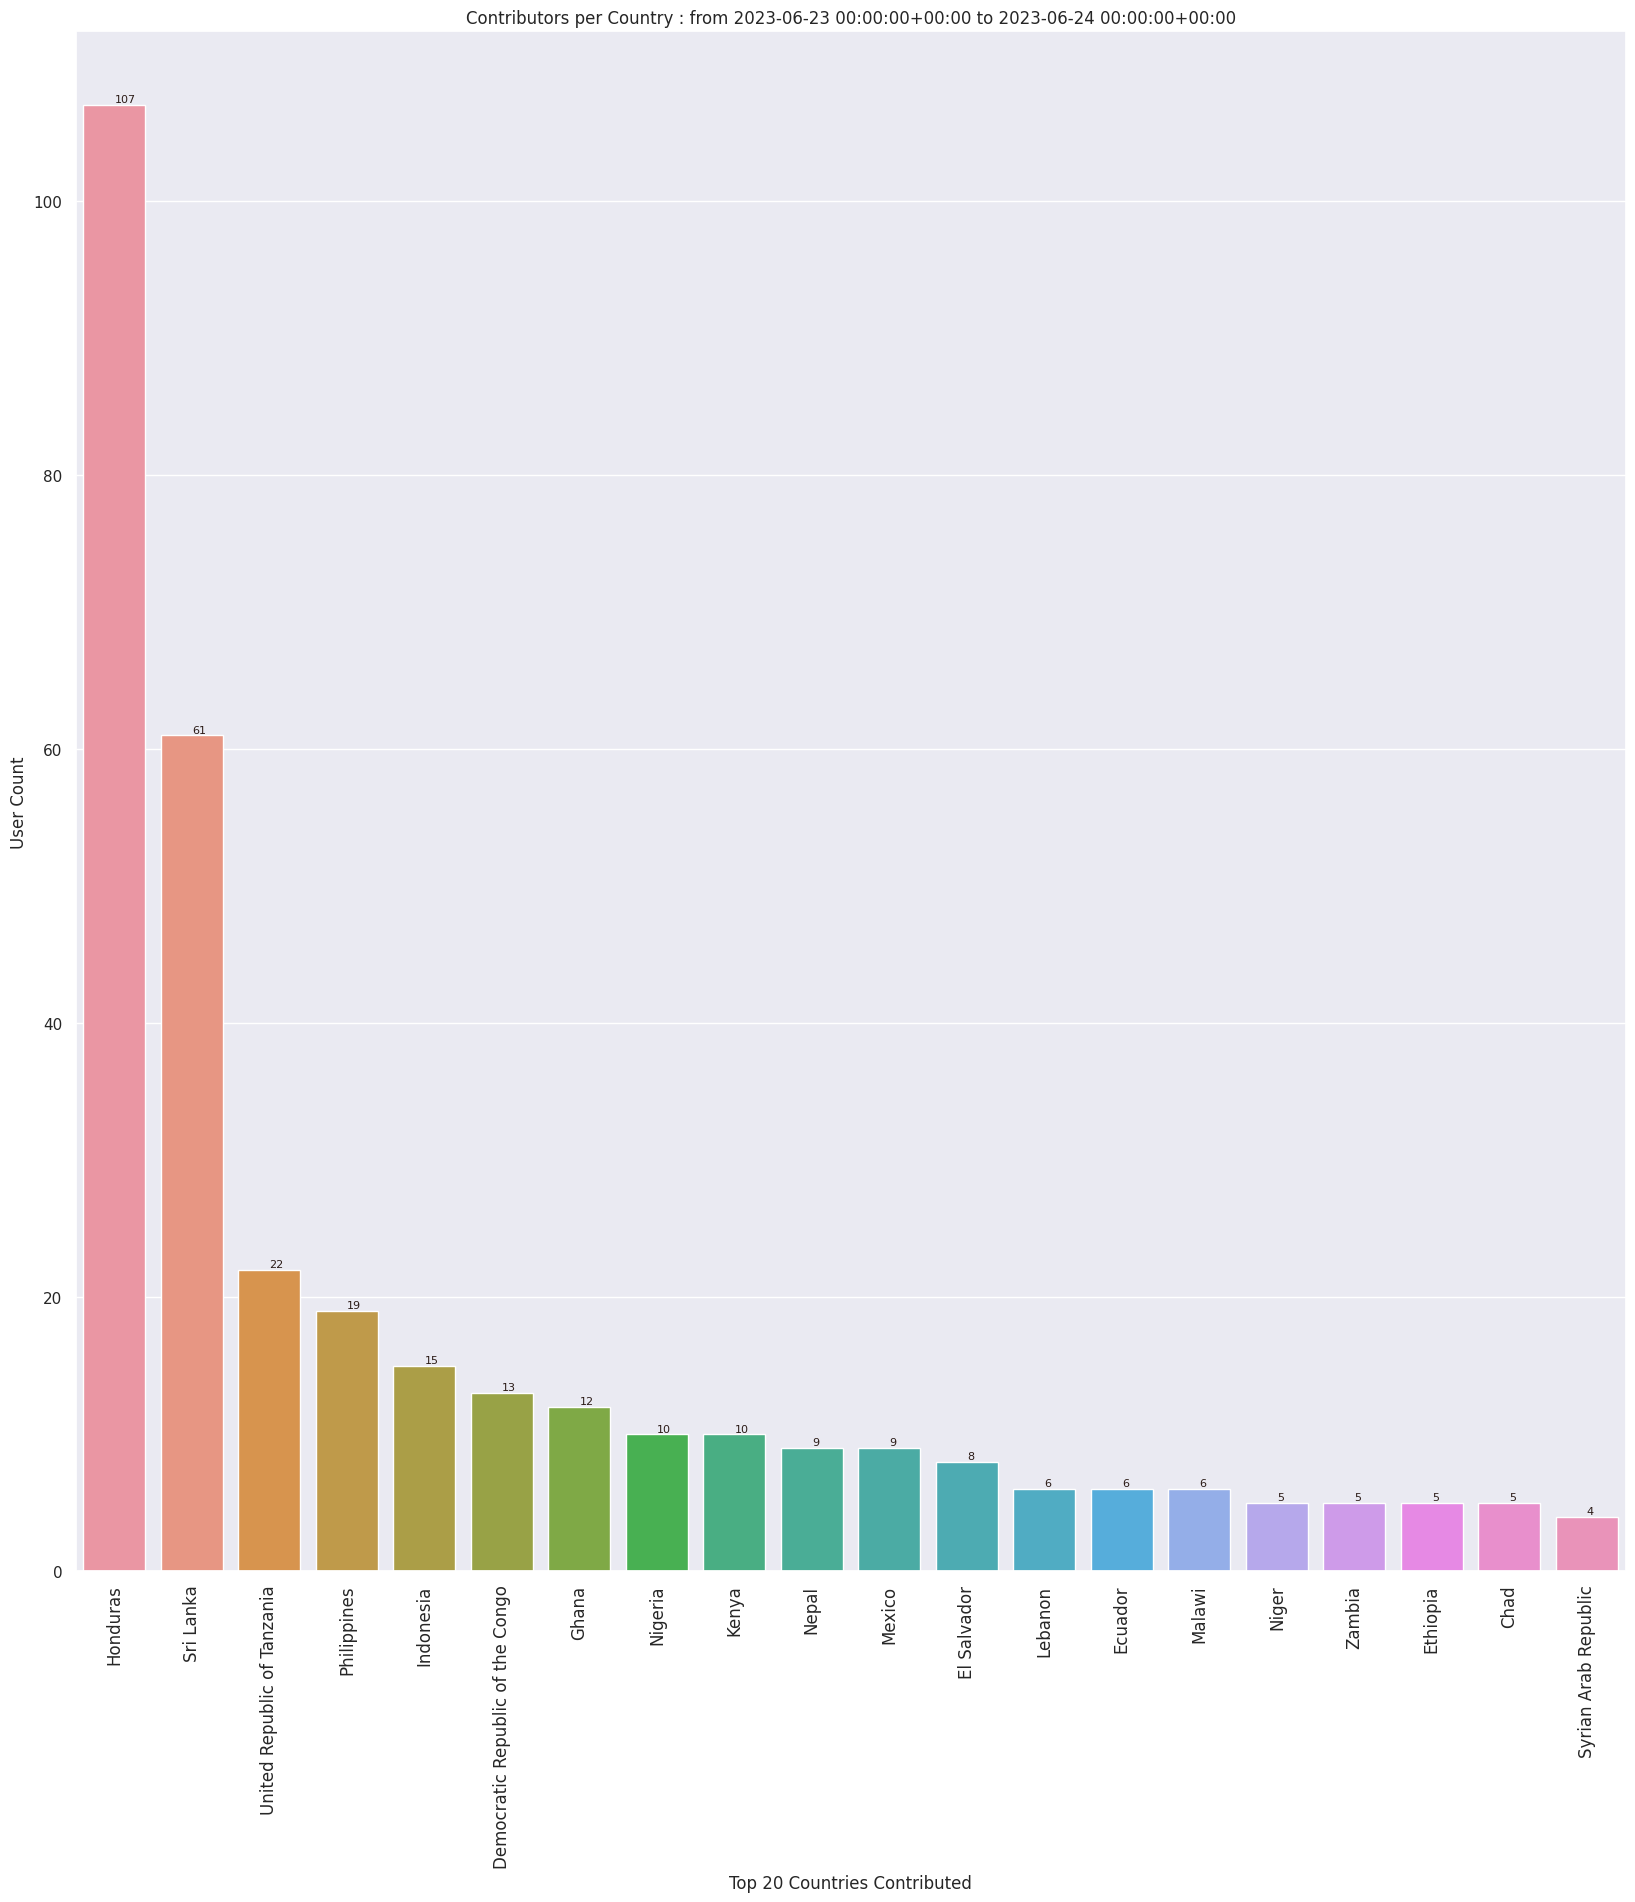 Contributors per Country : from 2023-06-23 00:00:00+00:00 to 2023-06-24 00:00:00+00:00
107
100
80
61
60
User Count
40
22
20
19
15
13
12
10
10
9
9
8
6
6
6
5
5
5
5
4
0
Honduras
Sri Lanka
United Republic of Tanzania
Philippines
Indonesia
Democratic Republic of the Congo
Ghana
Nigeria
Kenya
Nepal
Mexico
El Salvador
Lebanon
Ecuador
Malawi
Niger
Zambia
Ethiopia
Chad
Syrian Arab Republic
Top 20 Countries Contributed